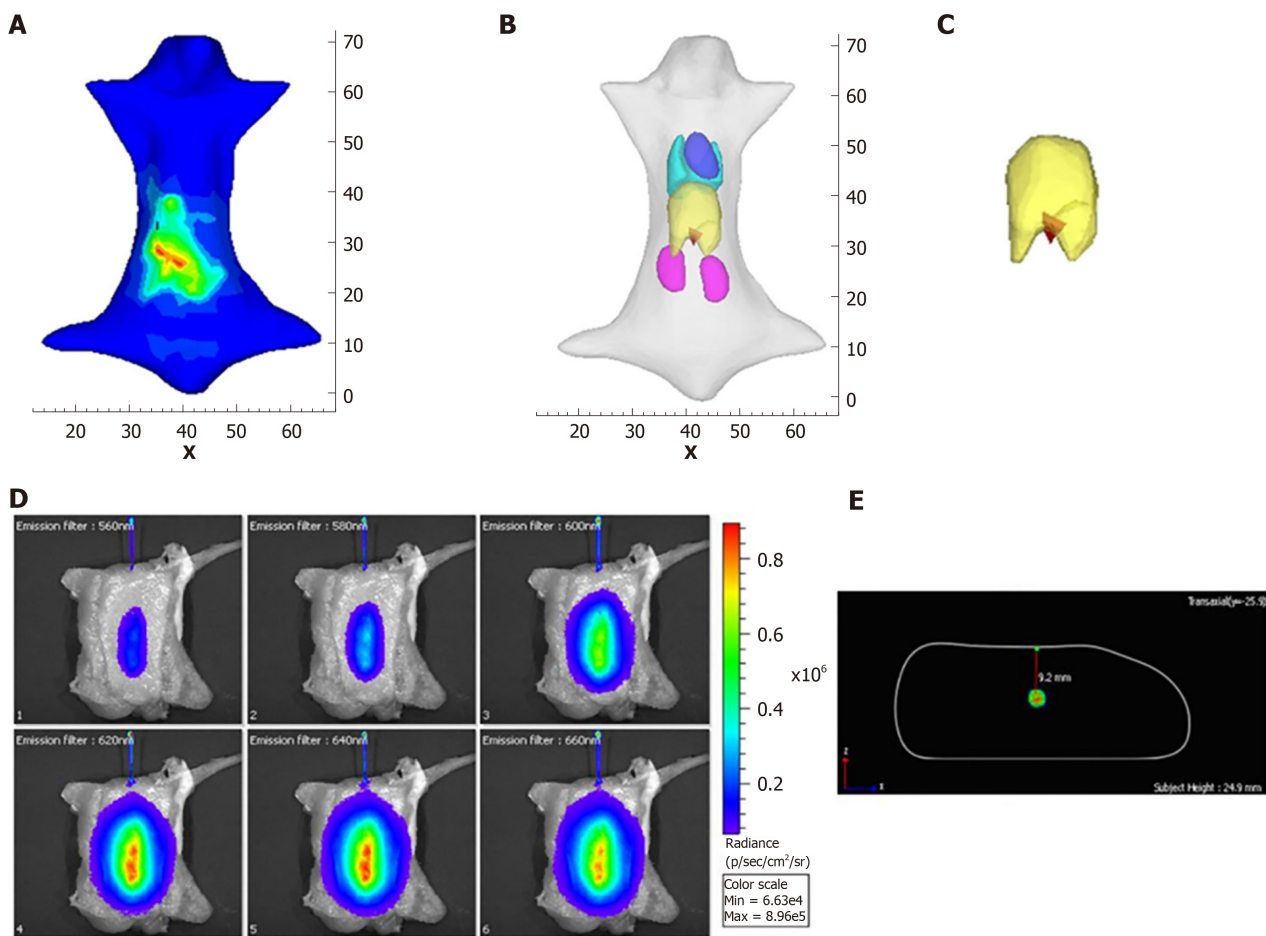 A
B
C
70
60
50
40
30
20
10
0
20 30 40 50 60
X
70
60
50
40
30
20
10
0
20 30 40 50 60
X
D
E
Emission filter : 560nm
1
Emission filter : 580nm
2
Emission filter : 600nm
3
Emission filter : 620nm
4
Emission filter : 640nm
5
Emission filter : 660nm
6
0.8
0.6
0.4
0.2
x10⁶
Radiance
(p/sec/cm²/sr)
Color scale
Min = 6.63e4
Max = 8.96e5
Transaxial(y=-25.9)
9.2 mm
z
x
Subject Height : 24.9 mm